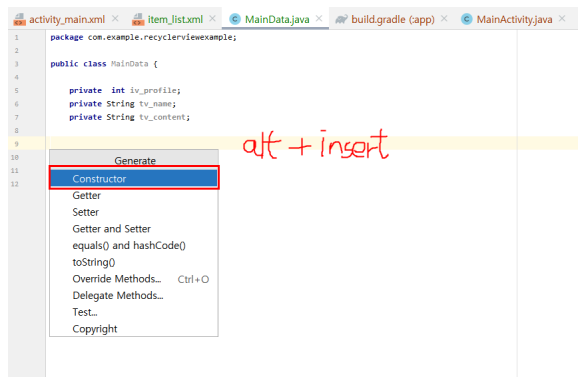 activity_main.xml × item_list.xml × MainData.java × build.gradle (:app) × MainActivity.java ×
1 package com.example.recyclerviewexample;
2
3 public class MainData {
4
5 private int iv_profile;
6 private String tv_name;
7 private String tv_content;
8
9
alt + insert
10
Generate
11
Constructor
12
Getter
Setter
Getter and Setter
equals() and hashCode()
toString()
Override Methods... Ctrl+O
Delegate Methods...
Test...
Copyright